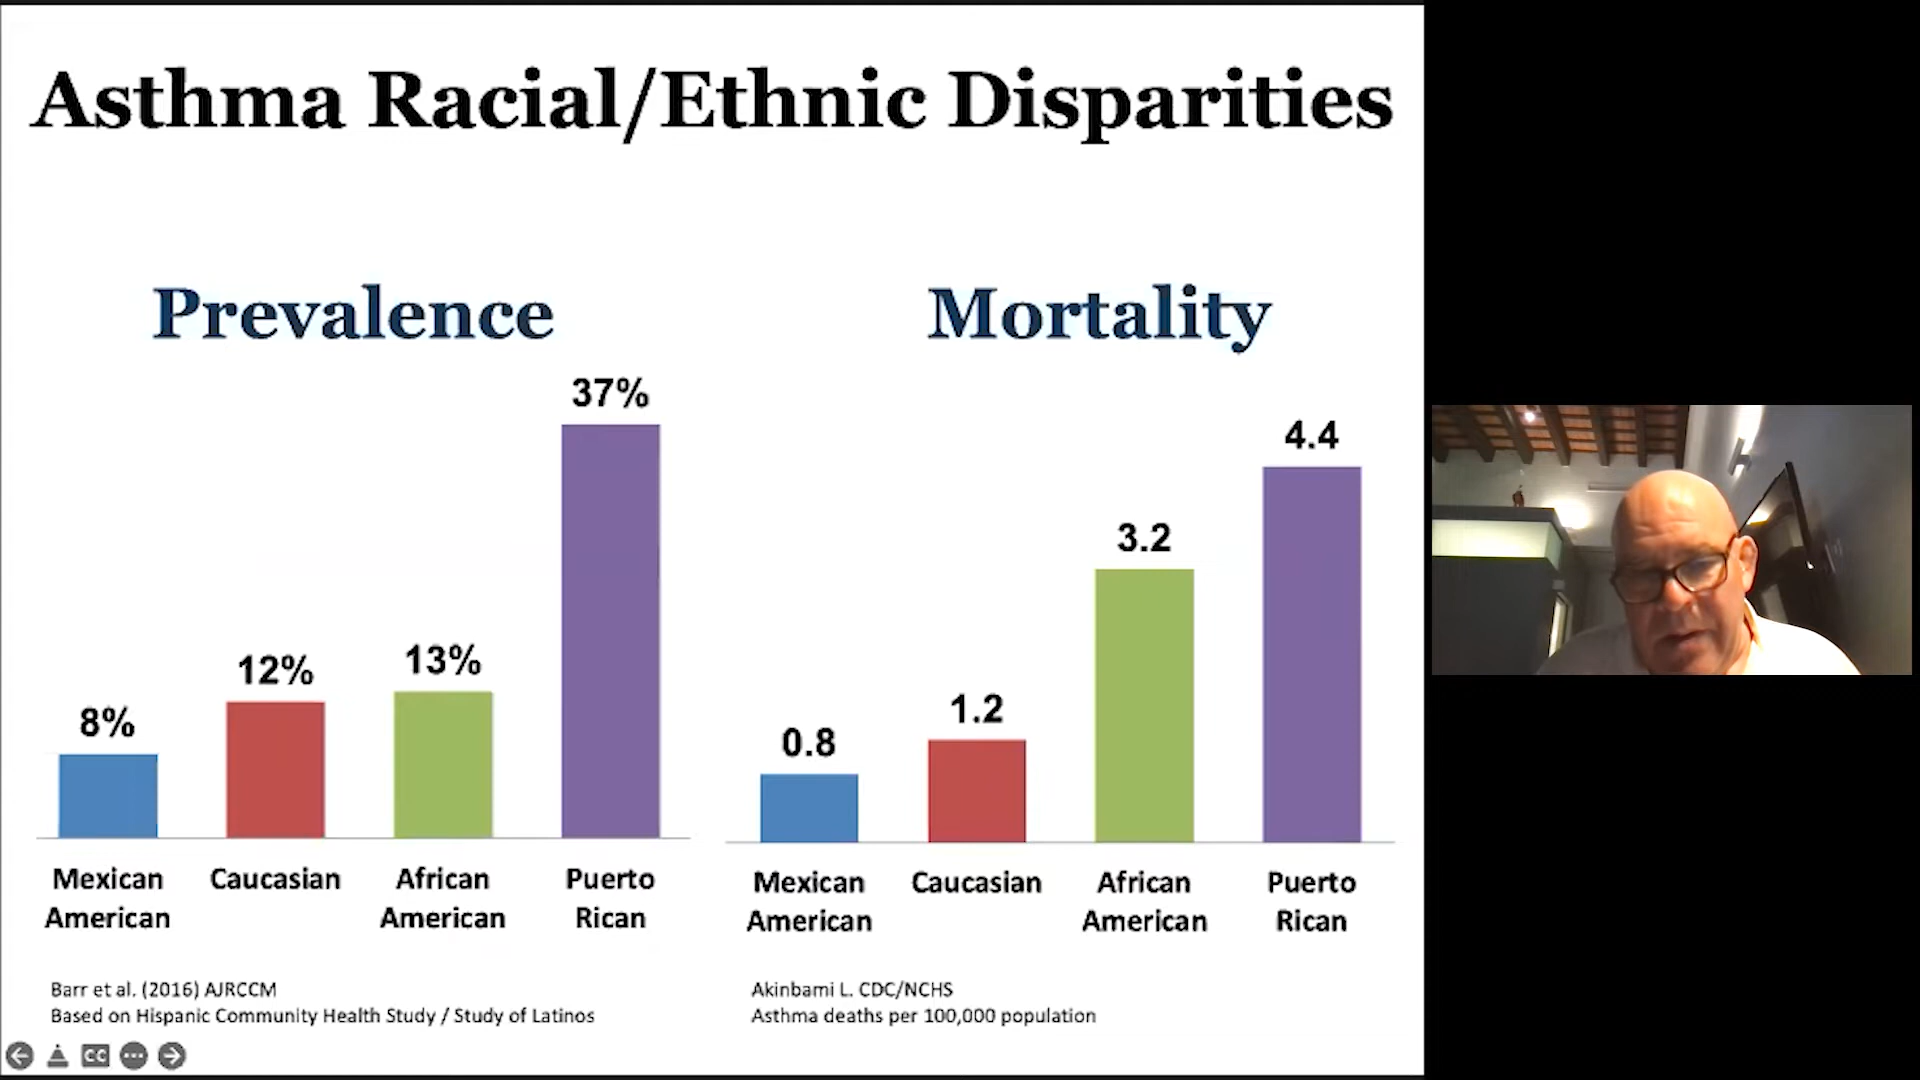 Asthma Racial/Ethnic Disparities
Prevalence
37%
13%
12%
8%
Mexican American
Caucasian
African American
Puerto Rican
Barr et al. (2016) AJRCCM
Based on Hispanic Community Health Study / Study of Latinos
Mortality
4.4
3.2
1.2
0.8
Mexican American
Caucasian
African American
Puerto Rican
Akinbami L. CDC/NCHS
Asthma deaths per 100,000 population
CC